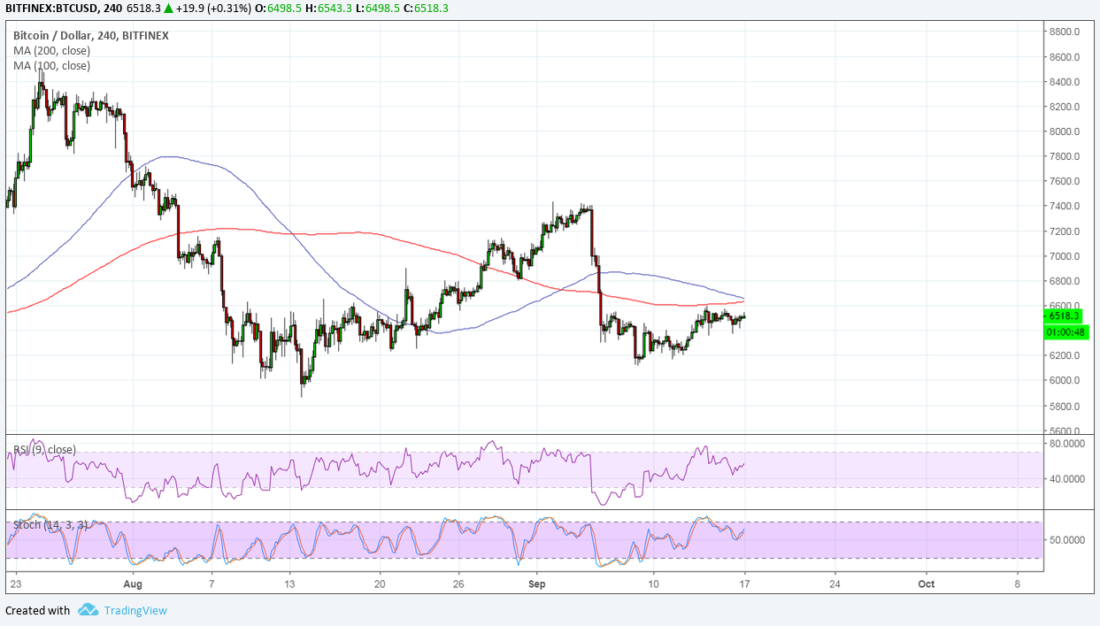 BITFINEX:BTCUSD, 240 6518.3 ▲ +19.9 (+0.31%) O:6498.5 H:6543.3 L:6498.5 C:6518.3
Bitcoin / Dollar, 240, BITFINEX
MA (200, close)
MA (100, close)
8800.0
8600.0
8400.0
8200.0
8000.0
7800.0
7600.0
7400.0
7200.0
7000.0
6800.0
6600.0
6518.3
01:00:48
6200.0
6000.0
5800.0
5600.0
RSI (9, close)
80.0000
40.0000
Stoch (14, 3, 3)
50.0000
23 Aug 7 13 20 26 Sep 10 17 24 Oct 8
Created with TradingView